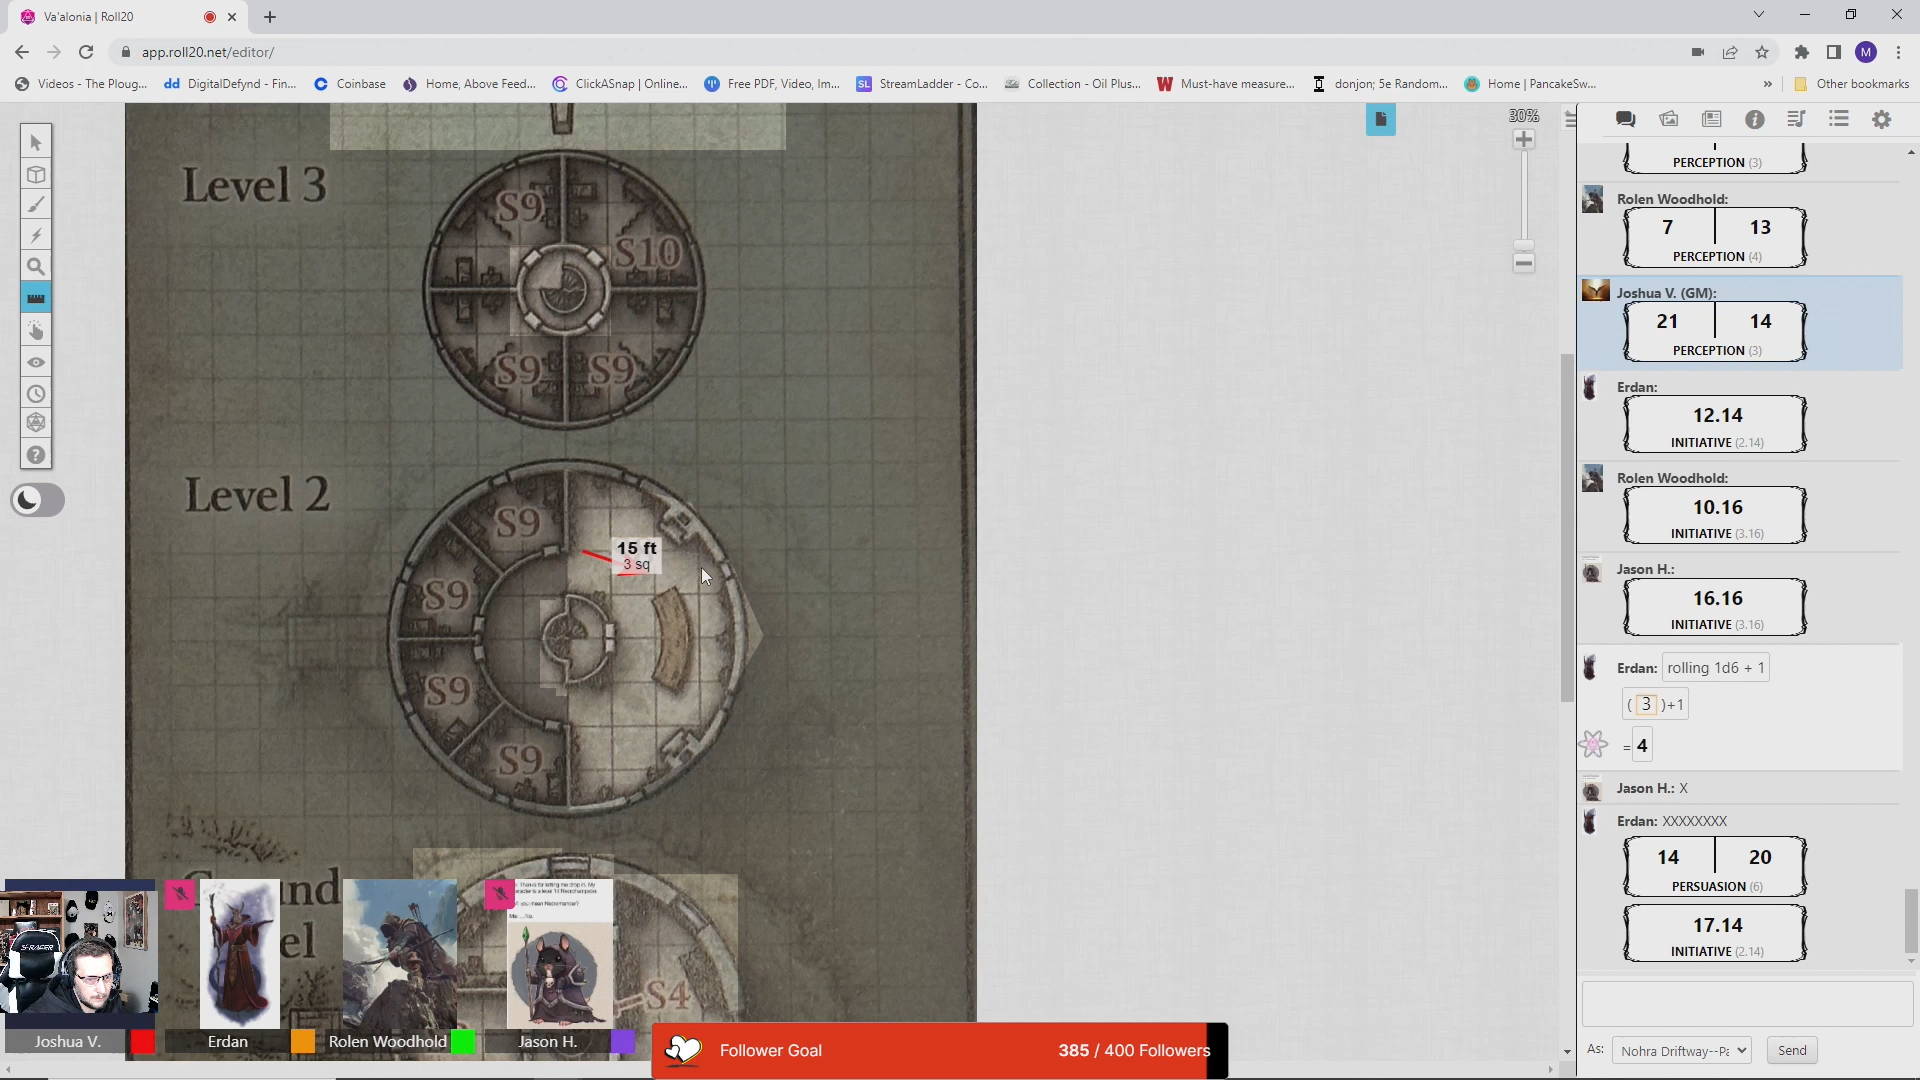 Va'alonia | Roll20
app.roll20.net/editor/
Videos - The Ploug...
dd DigitalDefynd - Fin...
Coinbase
Home, Above Feed...
ClickASnap | Online...
Free PDF, Video, Im...
SL StreamLadder - Co...
Collection - Oil Plus...
W Must-have measure...
donjon; 5e Random...
Home | PancakeSw...
»
Other bookmarks
M
30%
Level 3
S9
S10
S9
S9
Level 2
S9
S9
S9
S9
15 ft
3 sq
S4
PERCEPTION (3)
Rolen Woodhold:
7 13
PERCEPTION (4)
Joshua V. (GM):
21 14
PERCEPTION (3)
Erdan:
12.14
INITIATIVE (2.14)
Rolen Woodhold:
10.16
INITIATIVE (3.16)
Jason H.:
16.16
INITIATIVE (3.16)
Erdan: rolling 1d6 + 1
( 3 )+1
= 4
Jason H.: X
Erdan: XXXXXXXX
14 20
PERSUASION (6)
17.14
INITIATIVE (2.14)
As: Nohra Driftway--Pa
Send
Joshua V.
Erdan
Rolen Woodhold
Jason H.
Follower Goal
385 / 400 Followers